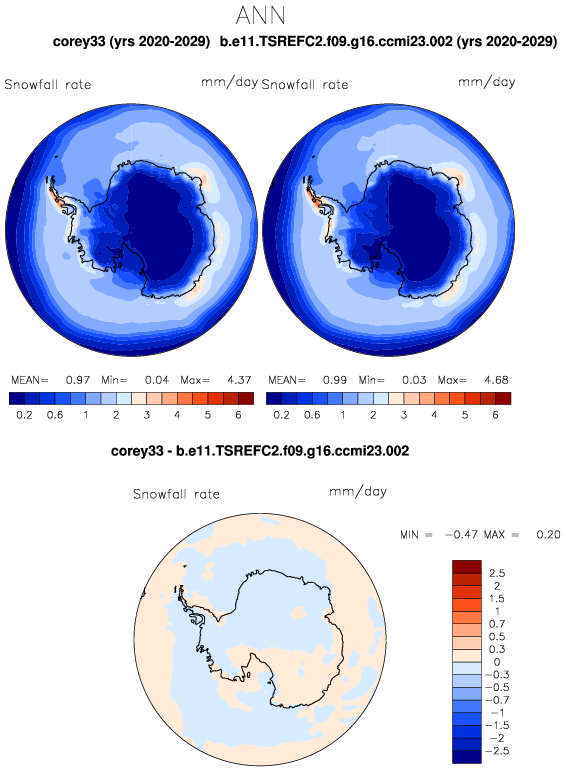 ANN
corey33 (yrs 2020-2029) b.e11.TSREFC2.f09.g16.ccmi23.002 (yrs 2020-2029)
Snowfall rate mm/day Snowfall rate mm/day
MEAN= 0.97 Min= 0.04 Max= 4.37 MEAN= 0.99 Min= 0.03 Max= 4.68
0.2 0.6 1 2 3 4 5 6 0.2 0.6 1 2 3 4 5 6
corey33 - b.e11.TSREFC2.f09.g16.ccmi23.002
Snowfall rate mm/day
MIN = -0.47 MAX = 0.20
2.5
2
1.5
1
0.7
0.5
0.3
0
-0.3
-0.5
-0.7
-1
-1.5
-2
-2.5